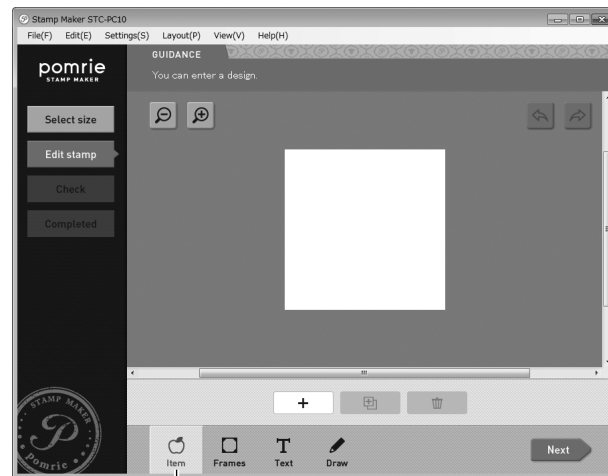 Stamp Maker STC-PC10
File(F) Edit(E) Settings(S) Layout(P) View(V) Help(H)
pomrie
STAMP MAKER
GUIDANCE
You can enter a design.
Select size
Edit stamp
Check
Completed
STAMP MAKER
pomrie
Item
Frames
Text
Draw
Next